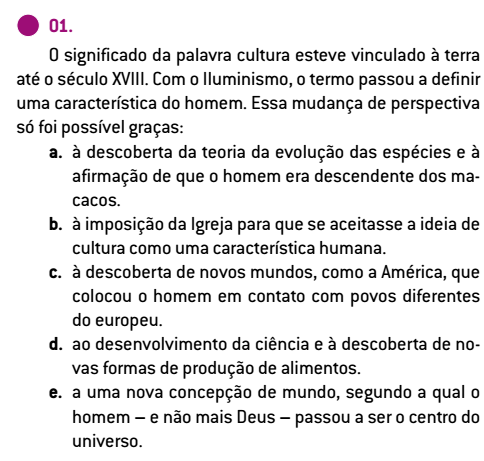 01.
O significado da palavra cultura esteve vinculado à terra
até o século XVIII. Com o Iluminismo, o termo passou a definir
uma característica do homem. Essa mudança de perspectiva
só foi possível graças:
a. à descoberta da teoria da evolução das espécies e à
afirmação de que o homem era descendente dos ma-
cacos.
b. à imposição da Igreja para que se aceitasse a ideia de
cultura como uma característica humana.
c. à descoberta de novos mundos, como a América, que
colocou o homem em contato com povos diferentes
do europeu.
d. ao desenvolvimento da ciência e à descoberta de no-
vas formas de produção de alimentos.
e. a uma nova concepção de mundo, segundo a qual o
homem – e não mais Deus – passou a ser o centro do
universo.